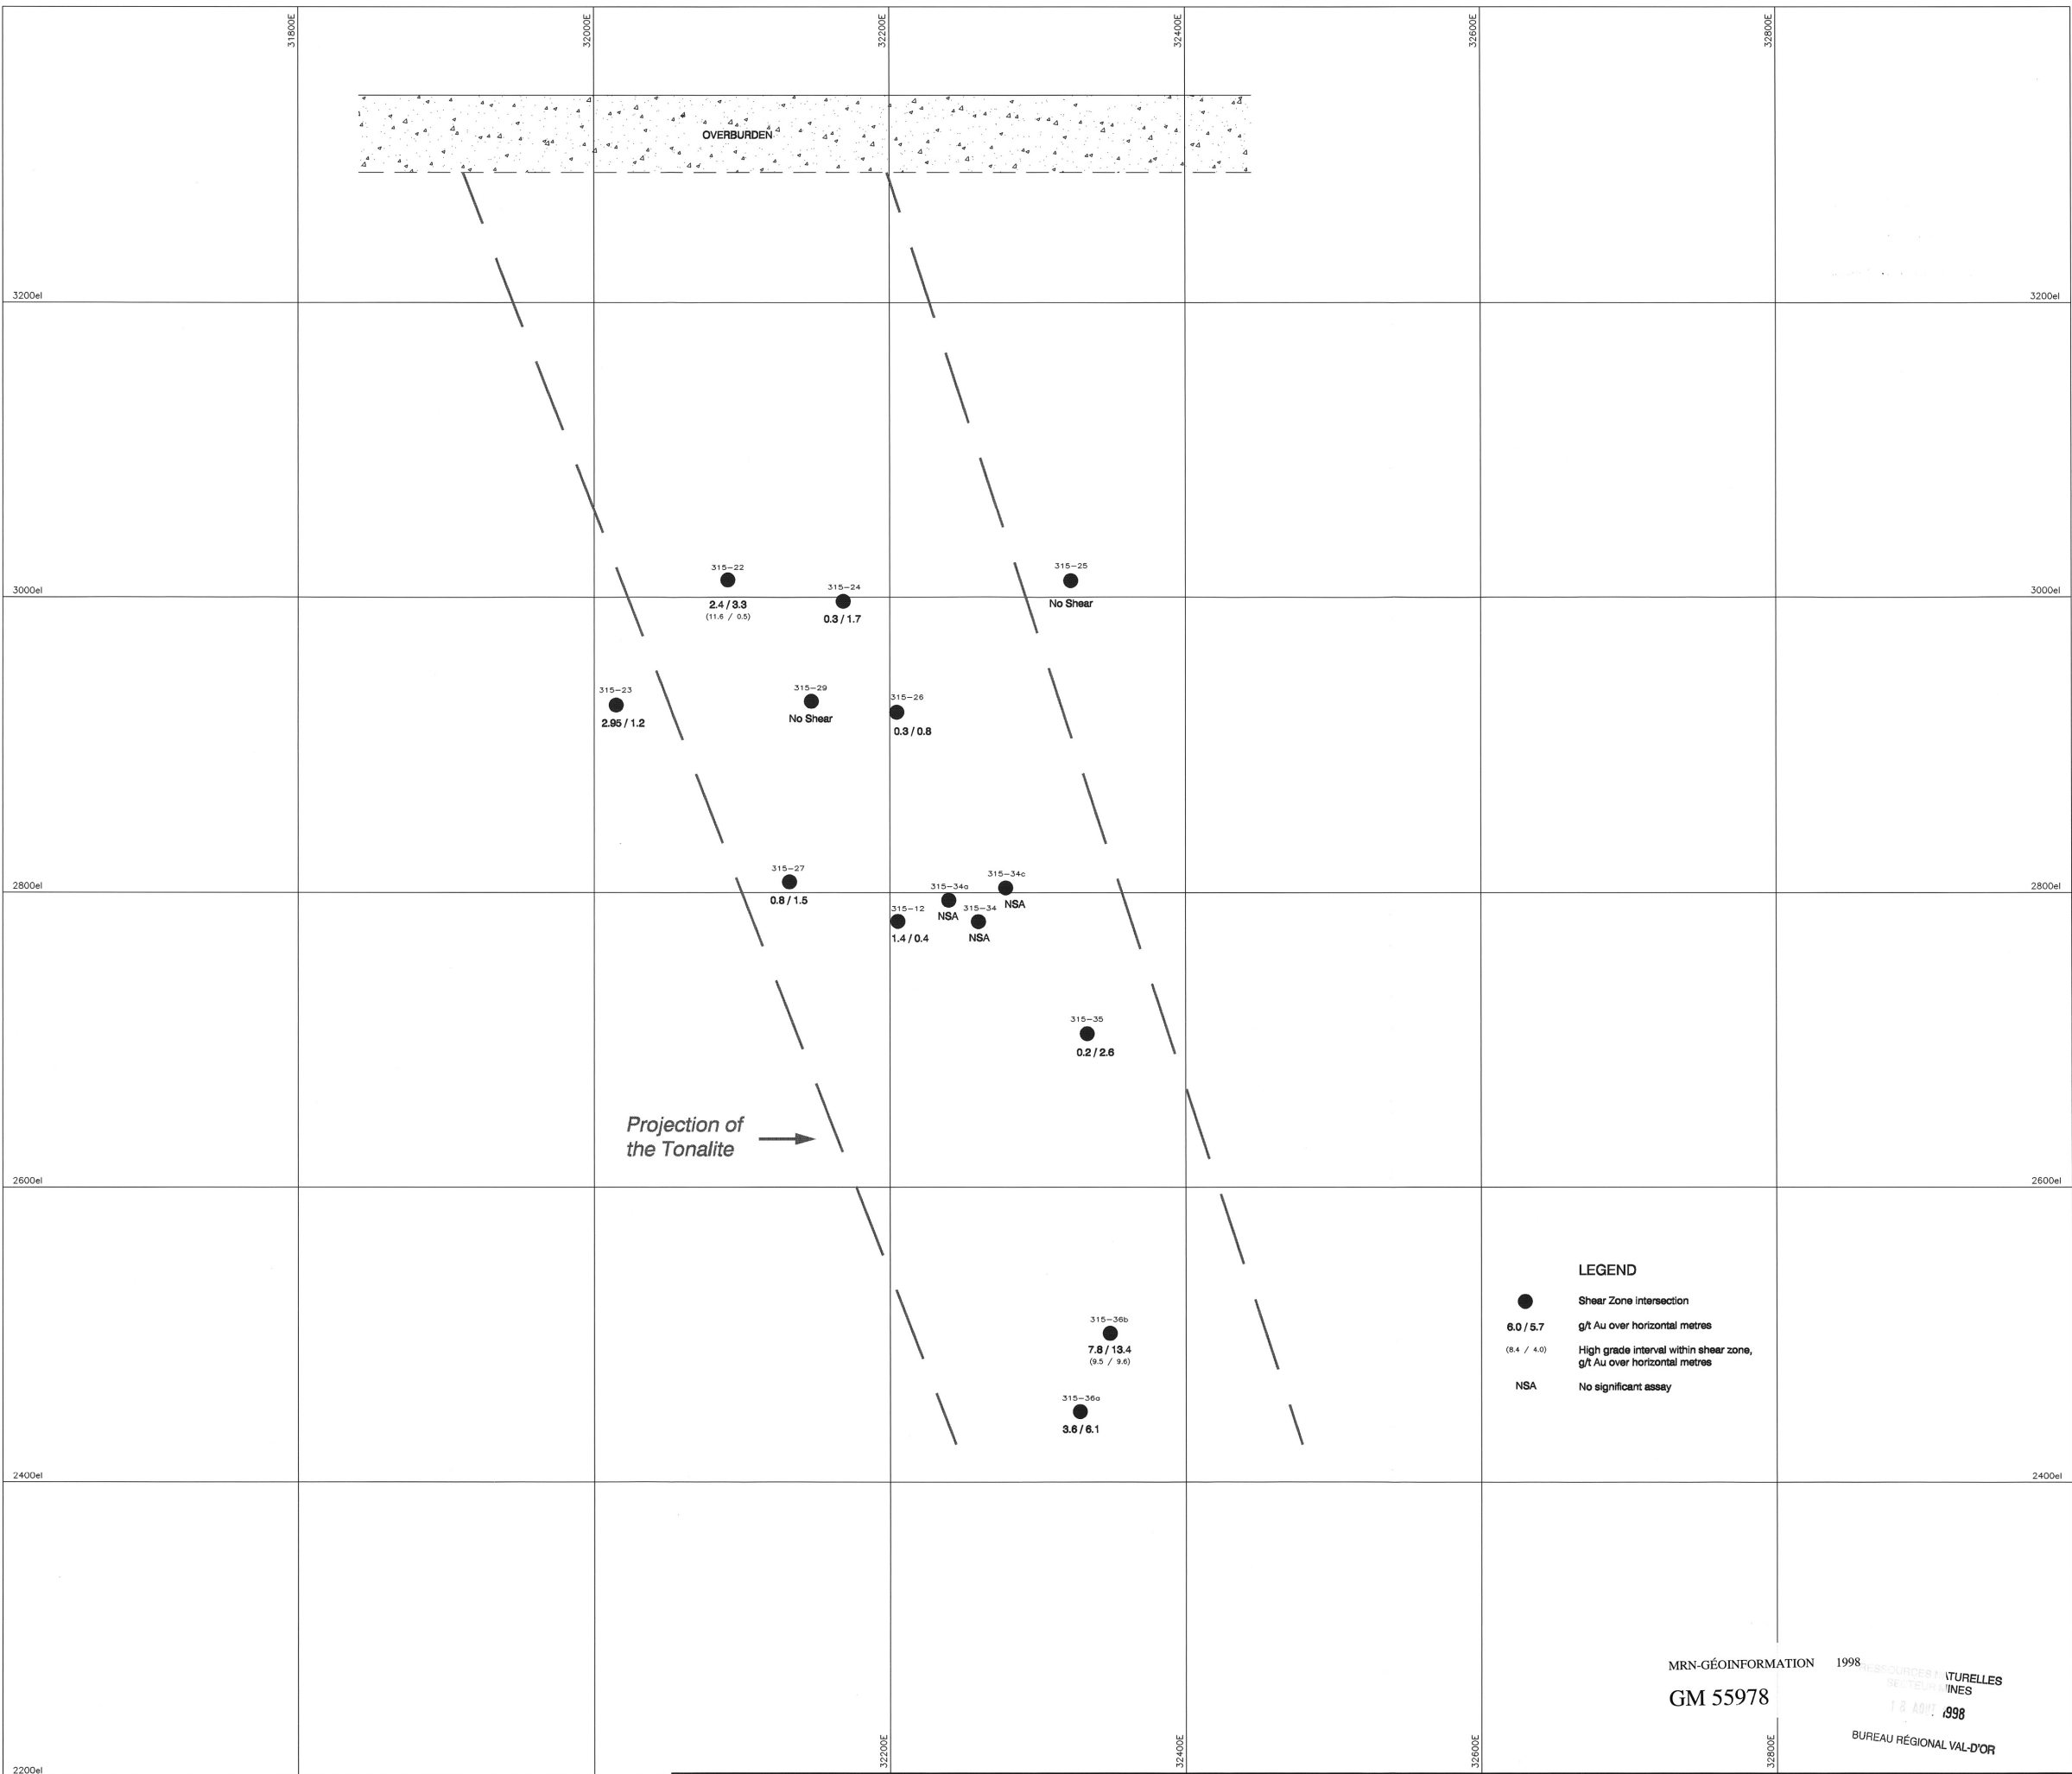 31800E
32000E
32200E
32400E
32600E
32800E
OVERBURDEN
3200el
3200el
315-22
2.4 / 3.3
(11.6 / 0.5)
315-24
0.3 / 1.7
315-25
No Shear
3000el
3000el
315-23
2.95 / 1.2
315-29
No Shear
315-26
0.3 / 0.8
315-27
0.8 / 1.5
2800el
2800el
315-34a
NSA
315-34c
NSA
315-12
1.4 / 0.4
315-34
NSA
315-35
0.2 / 2.6
Projection of
the Tonalite
2600el
2600el
315-36b
7.8 / 13.4
(9.5 / 9.6)
315-36a
3.6 / 6.1
LEGEND
Shear Zone intersection
6.0 / 5.7 g/t Au over horizontal metres
(8.4 / 4.0) High grade interval within shear zone,
g/t Au over horizontal metres
NSA No significant assay
2400el
2400el
MRN-GÉOINFORMATION 1998
GM 55978
RESSOURCES NATURELLES
SECTEUR MINES
18 AOUT 1998
BUREAU RÉGIONAL VAL-D'OR
32200E
32400E
32600E
32800E
2200el